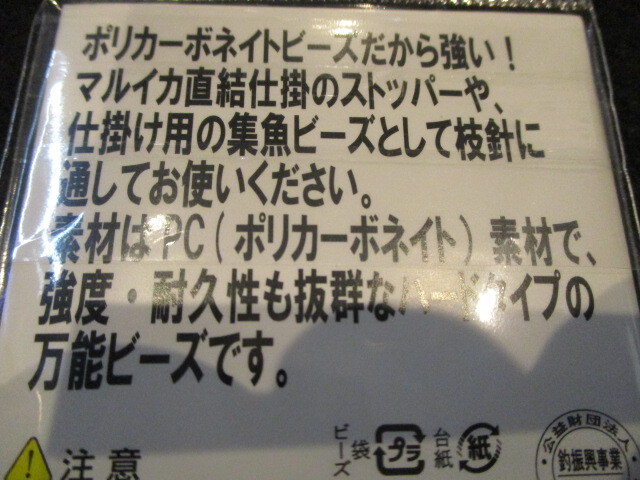 ポリカーボネイトビーズだから強い！
マルイカ直結仕掛のストッパーや、
仕掛け用の集魚ビーズとして枝針に
通してお使いください。
素材はPC(ポリカーボネイト)素材で、
強度・耐久性も抜群なハードタイプの
万能ビーズです。
注意
ビーズ
袋
プラ
台紙
紙
公益財団法人
釣振興事業